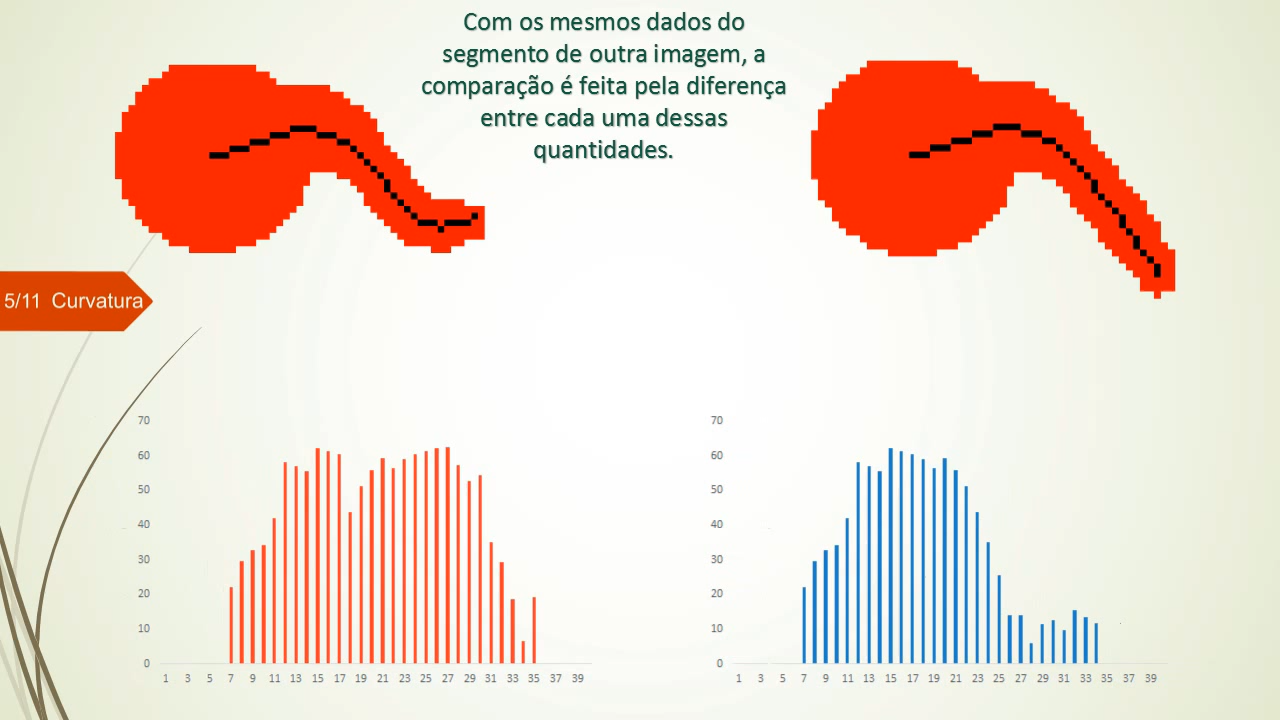 Com os mesmos dados do
segmento de outra imagem, a
comparação é feita pela diferença
entre cada uma dessas
quantidades.
5/11 Curvatura
70
60
50
40
30
20
10
0
1 3 5 7 9 11 13 15 17 19 21 23 25 27 29 31 33 35 37 39
70
60
50
40
30
20
10
0
1 3 5 7 9 11 13 15 17 19 21 23 25 27 29 31 33 35 37 39